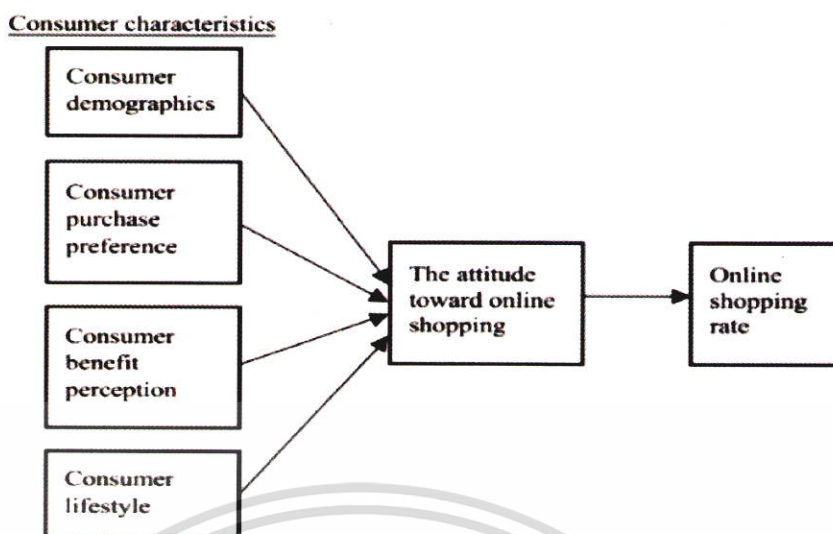 Consumer characteristics
Consumer
demographics
Consumer
purchase
preference
Consumer
benefit
perception
Consumer
lifestyle
The attitude
toward online
shopping
Online
shopping
rate